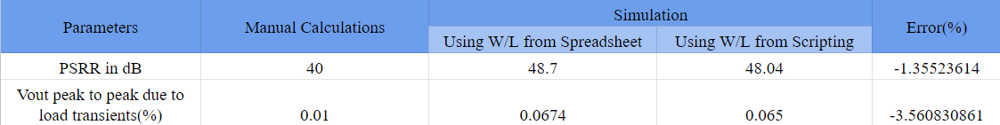 Parameters
Manual Calculations
Simulation
Error(%)
Using W/L from Spreadsheet
Using W/L from Scripting
PSRR in dB
40
48.7
48.04
-1.35523614
Vout peak to peak due to
load transients(%)
0.01
0.0674
0.065
-3.560830861